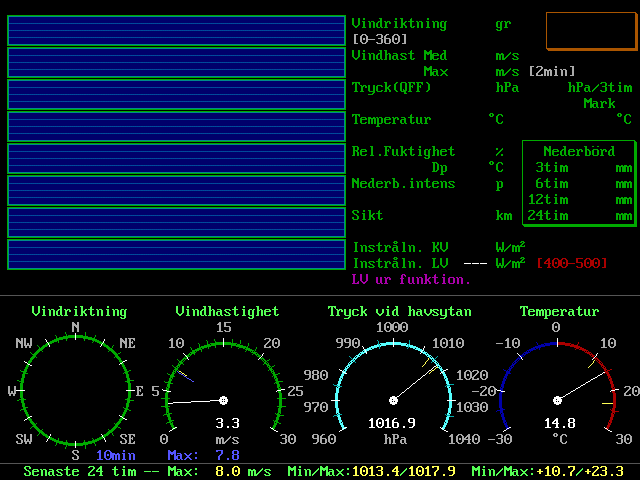 Vindriktning gr
[0-360]
Vindhast Med m/s
Max m/s [2min]
Tryck(QFF) hPa hPa/3tim
Mark
Temperatur °C °C
Rel.Fuktighet % Nederbörd
Dp °C 3tim mm
Nederb.intens p 6tim mm
12tim mm
Sikt km 24tim mm
Instråln. KV W/m²
Instråln. LV --- W/m² [400-500]
LV ur funktion.
Vindriktning Vindhastighet Tryck vid havsytan Temperatur
N 15 1000 0
NW NE 10 20 990 1010 -10 10
W E 5 25 980 1020 -20 20
970 1030
SW SE 0 30 960 1040 -30 30
3.3 1016.9 14.8
S m/s hPa °C
10min Max: 7.8
Senaste 24 tim -- Max: 8.0 m/s Min/Max:1013.4/1017.9 Min/Max:+10.7/+23.3